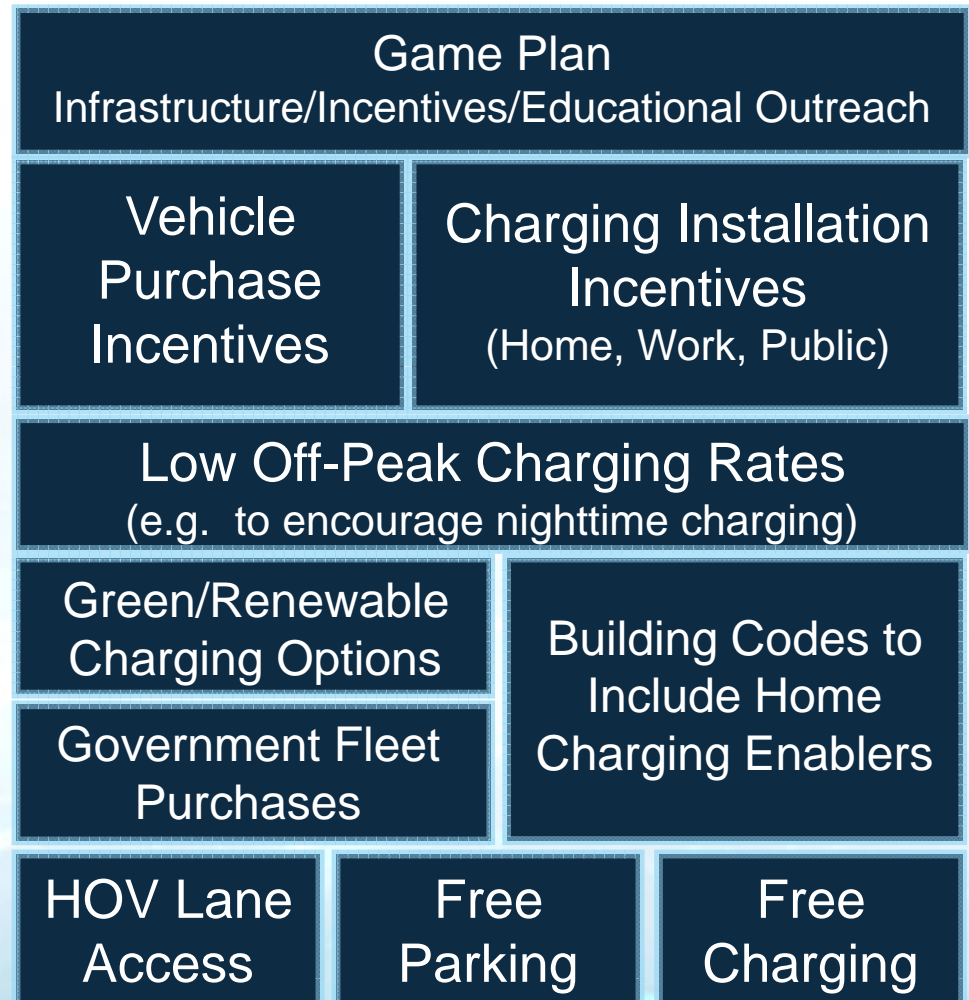 Game Plan
Infrastructure/Incentives/Educational Outreach
Vehicle
Purchase
Incentives
Charging Installation
Incentives
(Home, Work, Public)
Low Off-Peak Charging Rates
(e.g.  to encourage nighttime charging)
Green/Renewable
Charging Options
Government Fleet
Purchases
Building Codes to
Include Home
Charging Enablers
HOV Lane
Access
Free
Parking
Free
Charging